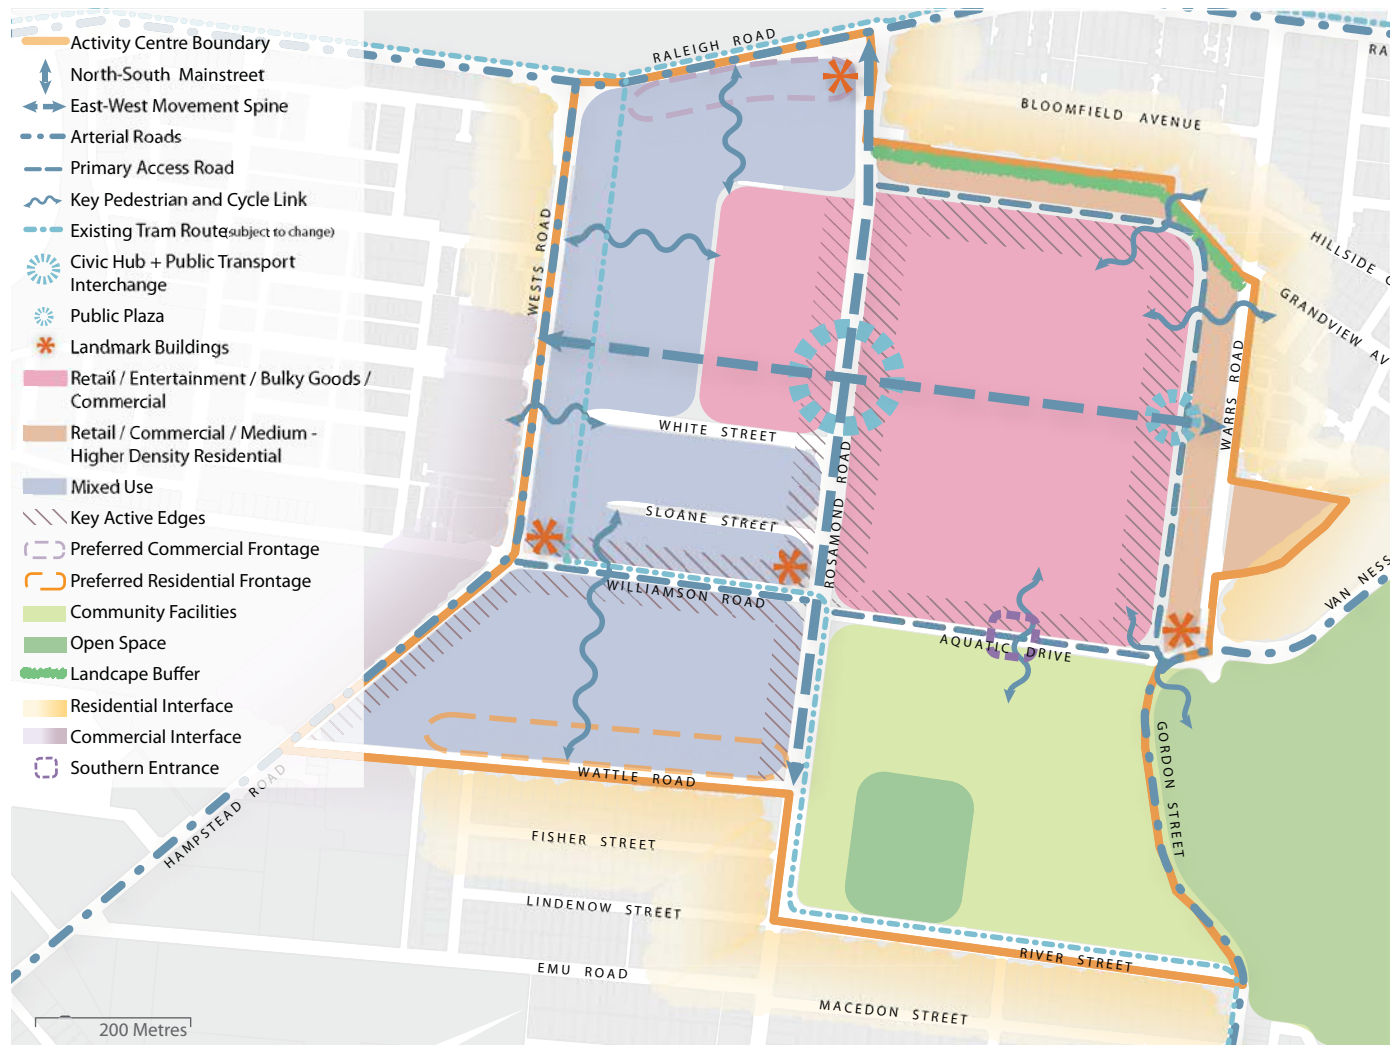 Activity Centre Boundary
North-South Mainstreet
East-West Movement Spine
Arterial Roads
Primary Access Road
Key Pedestrian and Cycle Link
Existing Tram Route (subject to change)
Civic Hub + Public Transport
Interchange
Public Plaza
Landmark Buildings
Retail / Entertainment / Bulky Goods /
Commercial
Retail / Commercial / Medium -
Higher Density Residential
Mixed Use
Key Active Edges
Preferred Commercial Frontage
Preferred Residential Frontage
Community Facilities
Open Space
Landscape Buffer
Residential Interface
Commercial Interface
Southern Entrance
200 Metres
RALEIGH ROAD
RA
BLOOMFIELD AVENUE
WESTS ROAD
HILLSIDE
GRANDVIEW AV
WARRS ROAD
WHITE STREET
ROSAMOND ROAD
SLOANE STREET
WILLIAMSON ROAD
VAN NESS
AQUATIC DRIVE
GORDON STREET
WATTLE ROAD
HAMPSTEAD ROAD
FISHER STREET
LINDENOW STREET
RIVER STREET
EMU ROAD
MACEDON STREET